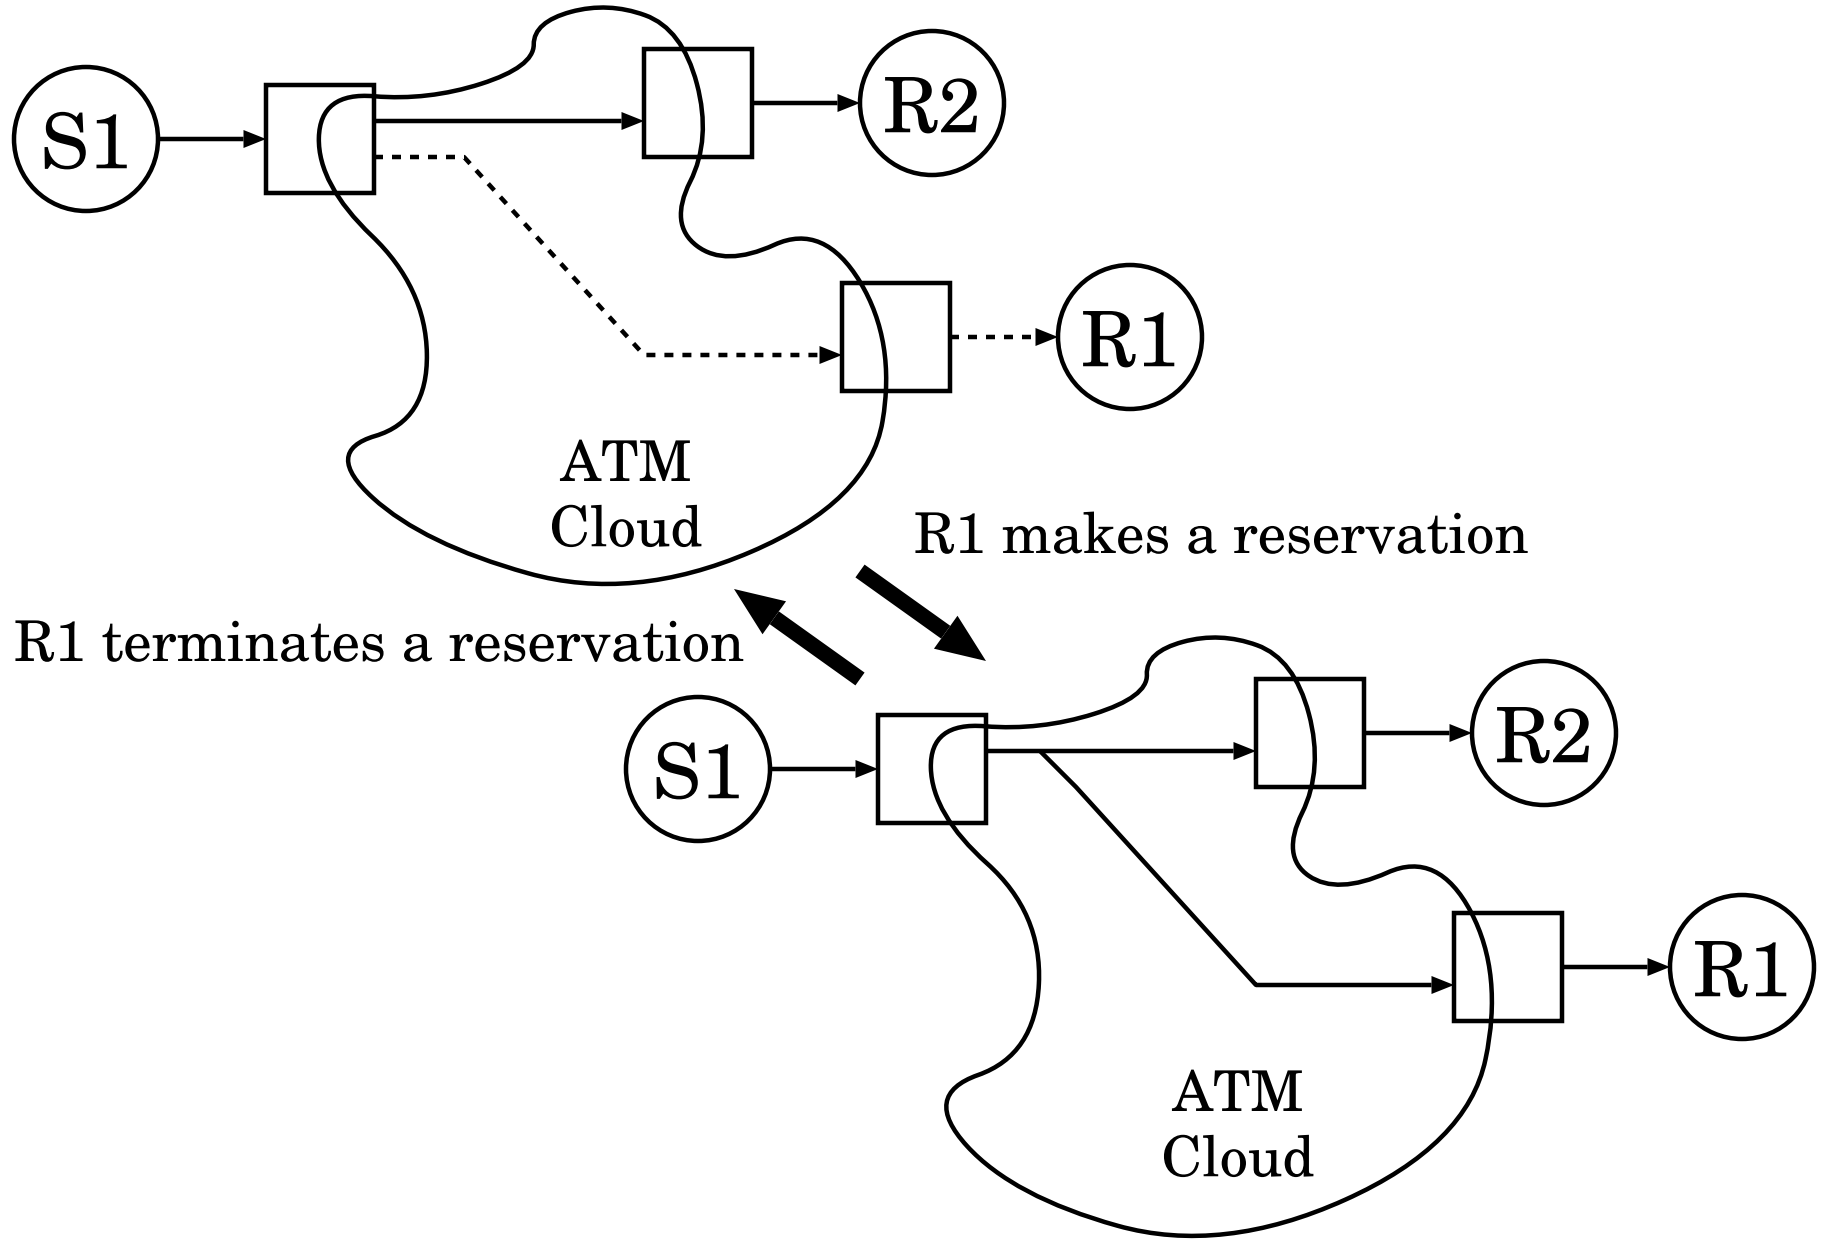 S1
R2
R1
ATM
Cloud
R1 makes a reservation
R1 terminates a reservation
S1
R2
R1
ATM
Cloud